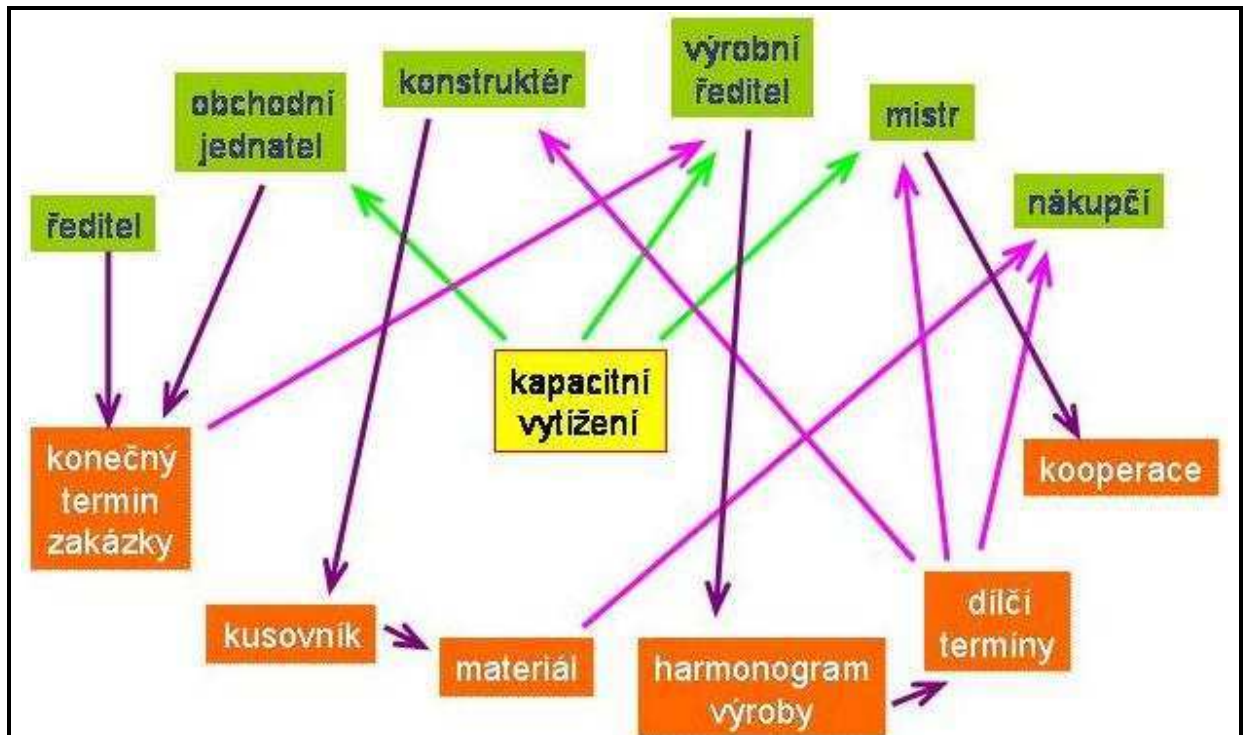 výrobní
ředitel
konstruktér
obchodní
jednatel
mistr
nákupčí
ředitel
kapacitní
vytížení
konečný
termín
zakázky
kooperace
dílčí
termíny
kusovník
materiál
harmonogram
výroby